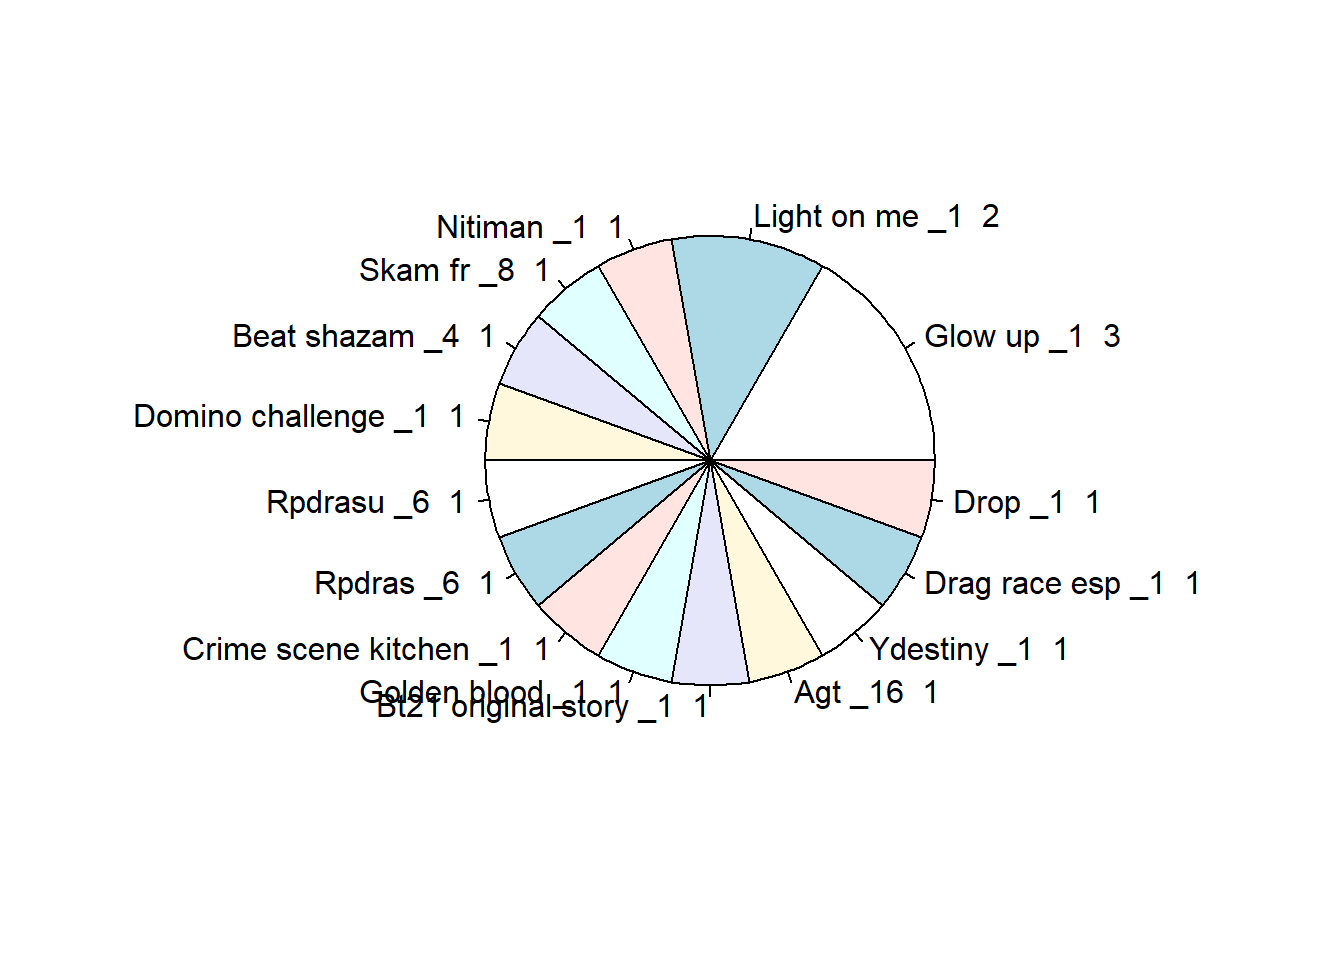 Light on me _1  2
Nitiman _1  1
Skam fr _8  1
Glow up _1  3
Beat shazam _4  1
Domino challenge _1  1
Rpdrasu _6  1
Drop _1  1
Rpdras _6  1
Drag race esp _1  1
Crime scene kitchen _1  1
Ydestiny _1  1
Golden blood _1  1
Agt _16  1
Bt21 original story _1  1